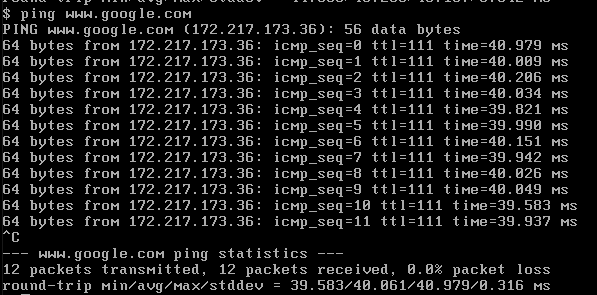 $ ping www.google.com
PING www.google.com (172.217.173.36): 56 data bytes
64 bytes from 172.217.173.36: icmp_seq=0 ttl=111 time=40.979 ms
64 bytes from 172.217.173.36: icmp_seq=1 ttl=111 time=40.009 ms
64 bytes from 172.217.173.36: icmp_seq=2 ttl=111 time=40.206 ms
64 bytes from 172.217.173.36: icmp_seq=3 ttl=111 time=40.034 ms
64 bytes from 172.217.173.36: icmp_seq=4 ttl=111 time=39.821 ms
64 bytes from 172.217.173.36: icmp_seq=5 ttl=111 time=39.990 ms
64 bytes from 172.217.173.36: icmp_seq=6 ttl=111 time=40.151 ms
64 bytes from 172.217.173.36: icmp_seq=7 ttl=111 time=39.942 ms
64 bytes from 172.217.173.36: icmp_seq=8 ttl=111 time=40.026 ms
64 bytes from 172.217.173.36: icmp_seq=9 ttl=111 time=40.049 ms
64 bytes from 172.217.173.36: icmp_seq=10 ttl=111 time=39.583 ms
64 bytes from 172.217.173.36: icmp_seq=11 ttl=111 time=39.937 ms
^C
--- www.google.com ping statistics ---
12 packets transmitted, 12 packets received, 0.0% packet loss
round-trip min/avg/max/stddev = 39.583/40.061/40.979/0.316 ms